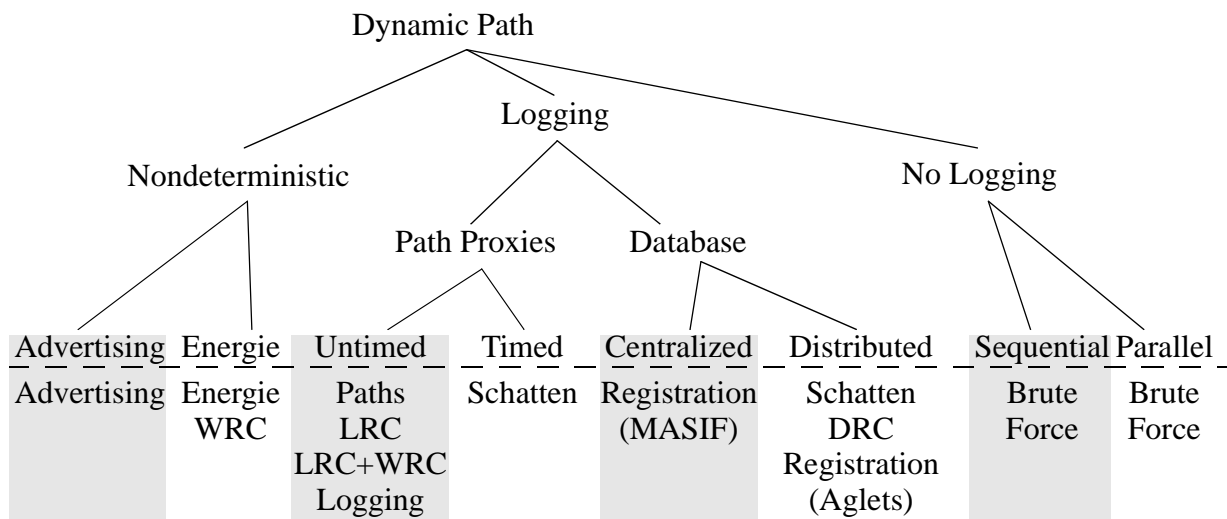 Dynamic Path
Logging
Nondeterministic
No Logging
Path Proxies Database
Advertising Energie Untimed Timed Centralized Distributed Sequential Parallel
Advertising Energie Paths Schatten Registration Schatten Brute Brute
WRC LRC (MASIF) DRC Force Force
LRC+WRC Registration
Logging (Aglets)